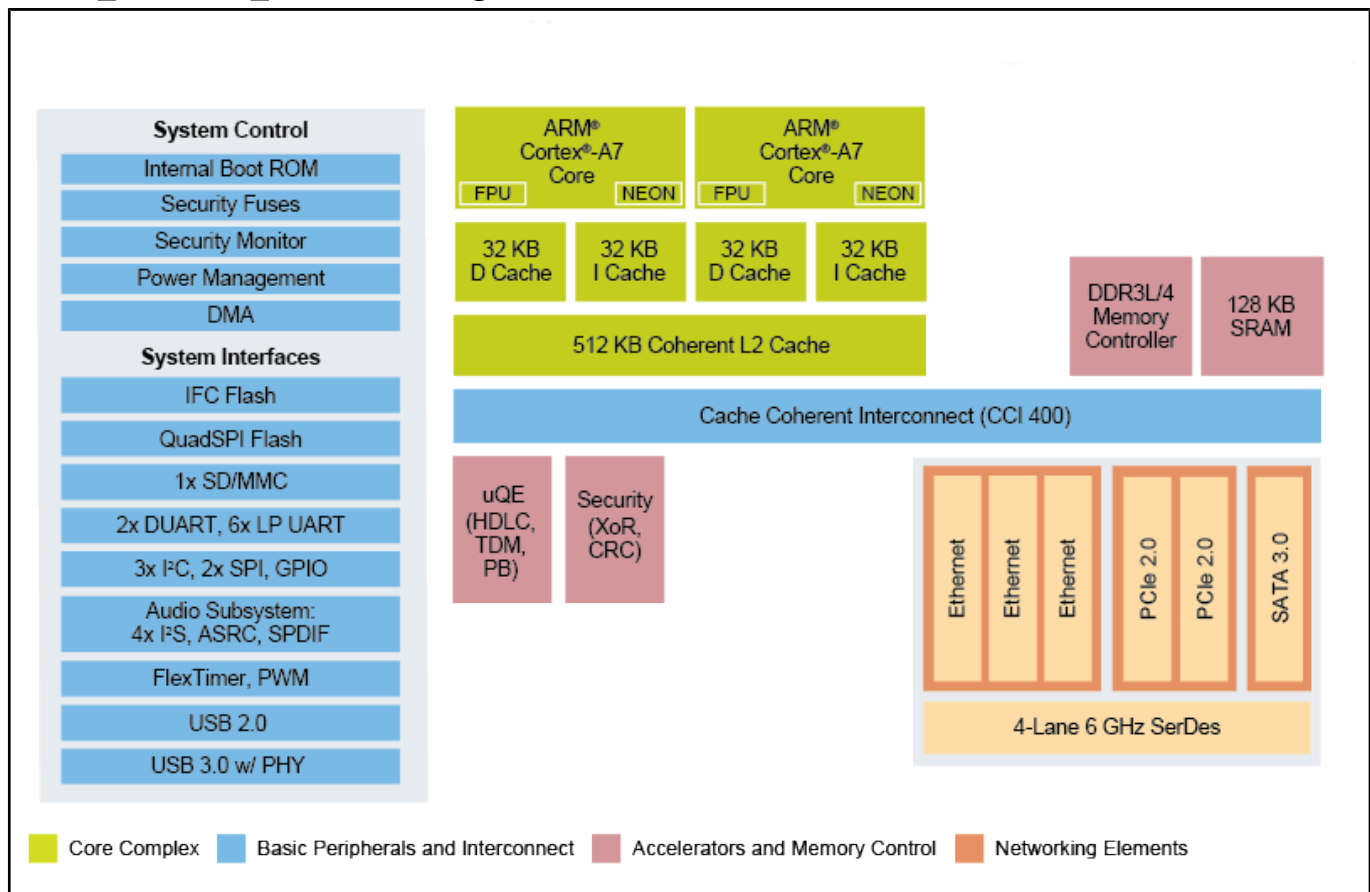 System Control
Internal Boot ROM
Security Fuses
Security Monitor
Power Management
DMA
System Interfaces
IFC Flash
QuadSPI Flash
1x SD/MMC
2x DUART, 6x LP UART
3x I²C, 2x SPI, GPIO
Audio Subsystem:
4x I²S, ASRC, SPDIF
FlexTimer, PWM
USB 2.0
USB 3.0 w/ PHY
ARM®
Cortex®-A7
Core
FPU
NEON
ARM®
Cortex®-A7
Core
FPU
NEON
32 KB
D Cache
32 KB
I Cache
32 KB
D Cache
32 KB
I Cache
512 KB Coherent L2 Cache
DDR3L/4
Memory
Controller
128 KB
SRAM
Cache Coherent Interconnect (CCI 400)
uQE
(HDLC,
TDM,
PB)
Security
(XoR,
CRC)
Ethernet
Ethernet
Ethernet
PCIe 2.0
PCIe 2.0
SATA 3.0
4-Lane 6 GHz SerDes
Core Complex
Basic Peripherals and Interconnect
Accelerators and Memory Control
Networking Elements